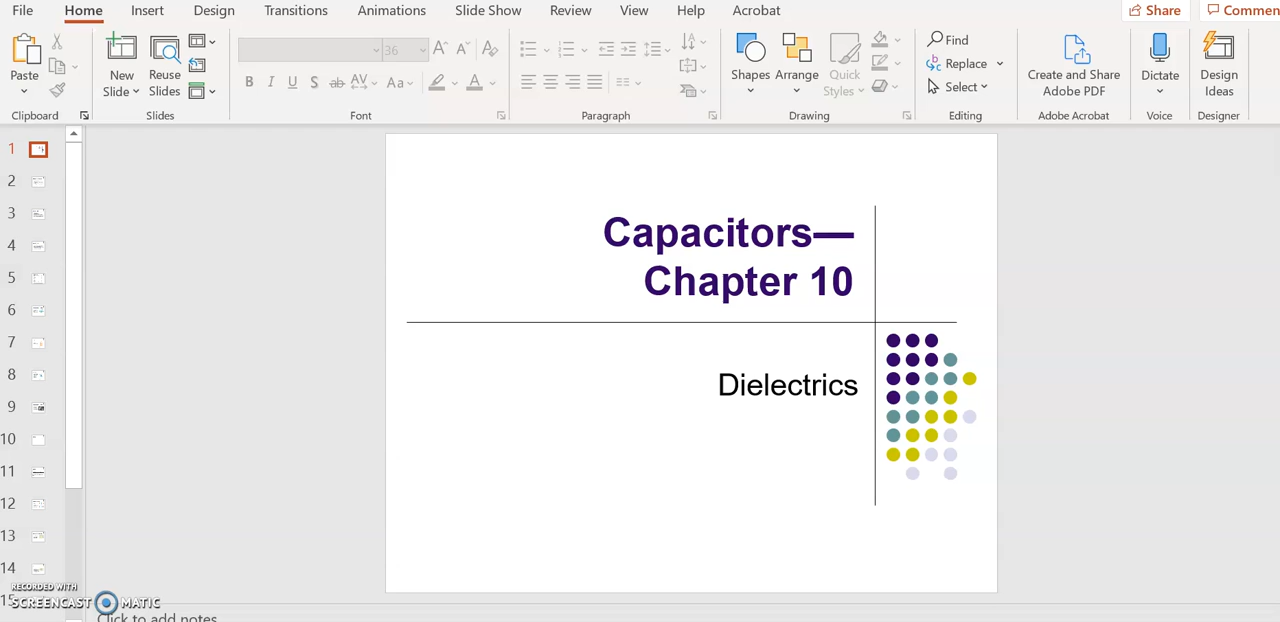 File Home Insert Design Transitions Animations Slide Show Review View Help Acrobat Share Commen
36
Paste New Slide Reuse Slides Shapes Arrange Quick Styles Find Replace Select Create and Share Adobe PDF Dictate Design Ideas
Clipboard Slides Font Paragraph Drawing Editing Adobe Acrobat Voice Designer
1
2
3
4
5
6
7
8
9
10
11
12
13
14
15
Capacitors—
Chapter 10
Dielectrics
RECORDED WITH
SCREENCAST MATIC
Click to add notes